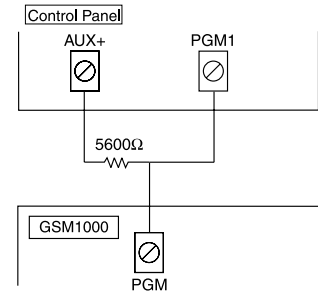 Control Panel
AUX+ PGM1
5600Ω
GSM1000
PGM